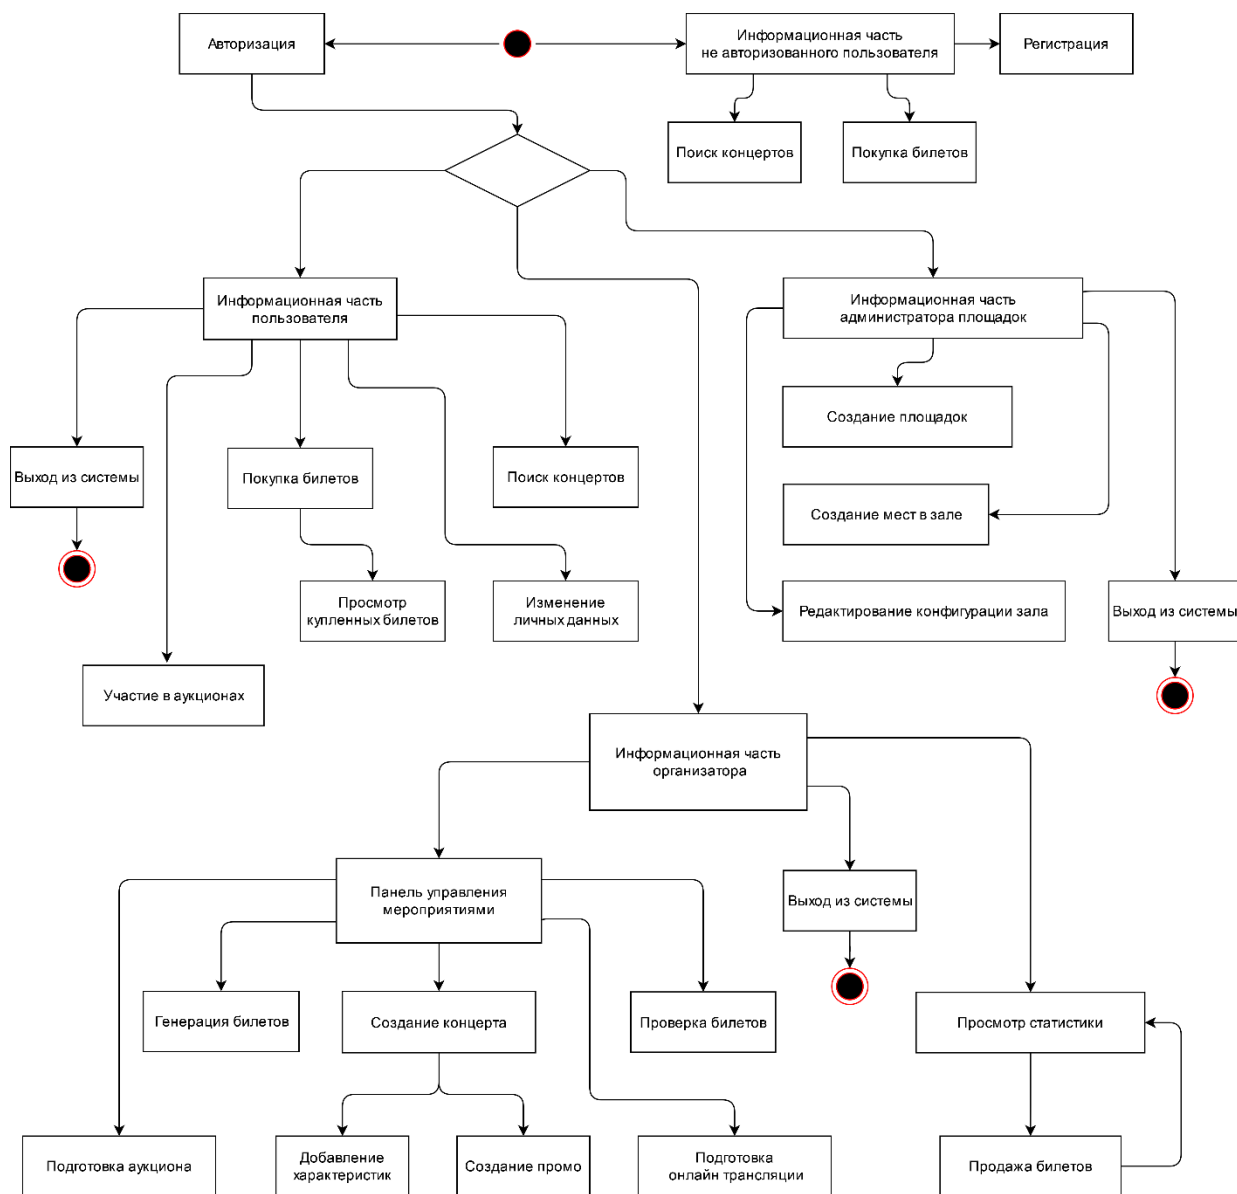 Авторизация
Информационная часть
не авторизованного пользователя
Регистрация
Поиск концертов
Покупка билетов
Информационная часть
пользователя
Информационная часть
администратора площадок
Создание площадок
Выход из системы
Покупка билетов
Поиск концертов
Создание мест в зале
Просмотр
купленных билетов
Изменение
личных данных
Редактирование конфигурации зала
Выход из системы
Участие в аукционах
Информационная часть
организатора
Панель управления
мероприятиями
Выход из системы
Генерация билетов
Создание концерта
Проверка билетов
Просмотр статистики
Подготовка аукциона
Добавление
характеристик
Создание промо
Подготовка
онлайн трансляции
Продажа билетов